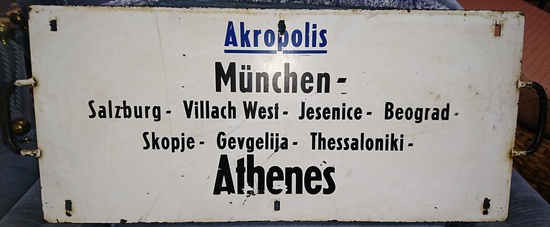 Akropolis
München -
Salzburg - Villach West - Jesenice - Beograd -
Skopje - Gevgelija - Thessaloniki -
Athenes